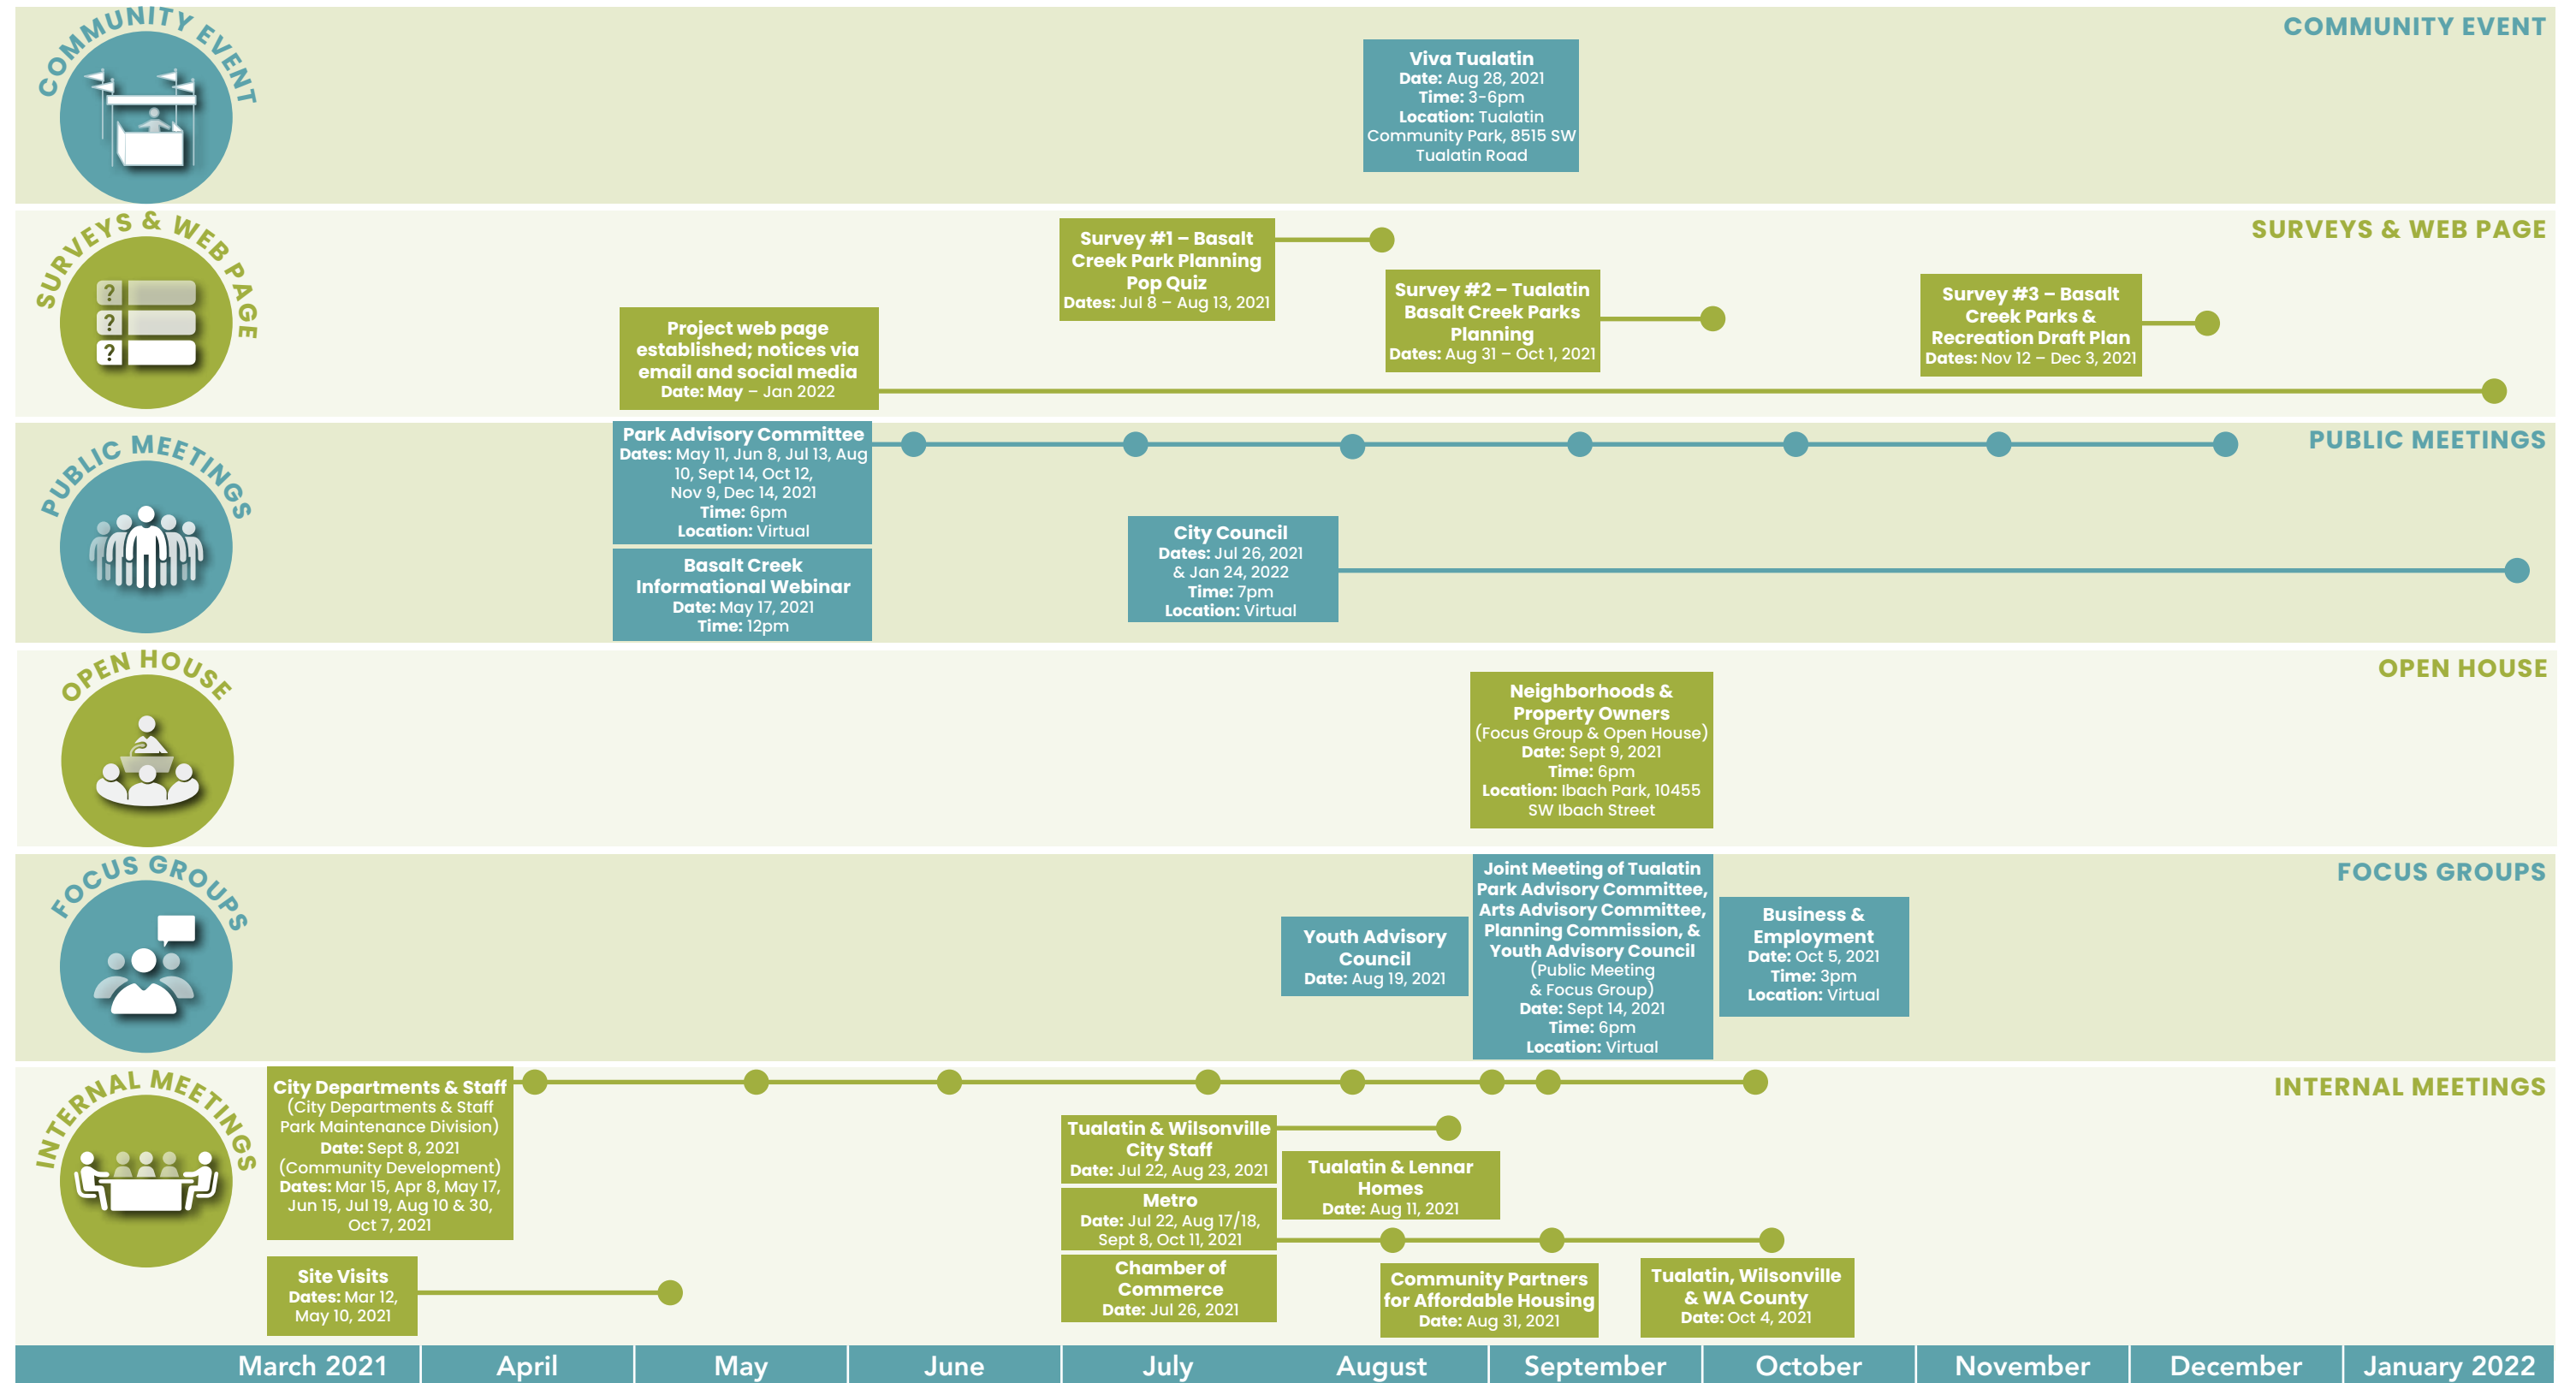 COMMUNITY EVENT
COMMUNITY EVENT
Viva Tualatin
Date: Aug 28, 2021
Time: 3-6pm
Location: Tualatin
Community Park, 8515 SW
Tualatin Road
SURVEYS & WEB PAGE
SURVEYS & WEB PAGE
?
?
?
Survey #1 – Basalt
Creek Park Planning
Pop Quiz
Dates: Jul 8 – Aug 13, 2021
Survey #2 – Tualatin
Basalt Creek Parks
Planning
Dates: Aug 31 – Oct 1, 2021
Survey #3 – Basalt
Creek Parks &
Recreation Draft Plan
Dates: Nov 12 – Dec 3, 2021
Project web page
established; notices via
email and social media
Date: May – Jan 2022
PUBLIC MEETINGS
PUBLIC MEETINGS
Park Advisory Committee
Dates: May 11, Jun 8, Jul 13, Aug
10, Sept 14, Oct 12,
Nov 9, Dec 14, 2021
Time: 6pm
Location: Virtual
Basalt Creek
Informational Webinar
Date: May 17, 2021
Time: 12pm
City Council
Dates: Jul 26, 2021
& Jan 24, 2022
Time: 7pm
Location: Virtual
OPEN HOUSE
OPEN HOUSE
Neighborhoods &
Property Owners
(Focus Group & Open House)
Date: Sept 9, 2021
Time: 6pm
Location: Ibach Park, 10455
SW Ibach Street
FOCUS GROUPS
FOCUS GROUPS
Youth Advisory
Council
Date: Aug 19, 2021
Joint Meeting of Tualatin
Park Advisory Committee,
Arts Advisory Committee,
Planning Commission, &
Youth Advisory Council
(Public Meeting
& Focus Group)
Date: Sept 14, 2021
Time: 6pm
Location: Virtual
Business &
Employment
Date: Oct 5, 2021
Time: 3pm
Location: Virtual
INTERNAL MEETINGS
INTERNAL MEETINGS
City Departments & Staff
(City Departments & Staff
Park Maintenance Division)
Date: Sept 8, 2021
(Community Development)
Dates: Mar 15, Apr 8, May 17,
Jun 15, Jul 19, Aug 10 & 30,
Oct 7, 2021
Site Visits
Dates: Mar 12,
May 10, 2021
Tualatin & Wilsonville
City Staff
Date: Jul 22, Aug 23, 2021
Metro
Date: Jul 22, Aug 17/18,
Sept 8, Oct 11, 2021
Chamber of
Commerce
Date: Jul 26, 2021
Tualatin & Lennar
Homes
Date: Aug 11, 2021
Community Partners
for Affordable Housing
Date: Aug 31, 2021
Tualatin, Wilsonville
& WA County
Date: Oct 4, 2021
March 2021 April May June July August September October November December January 2022